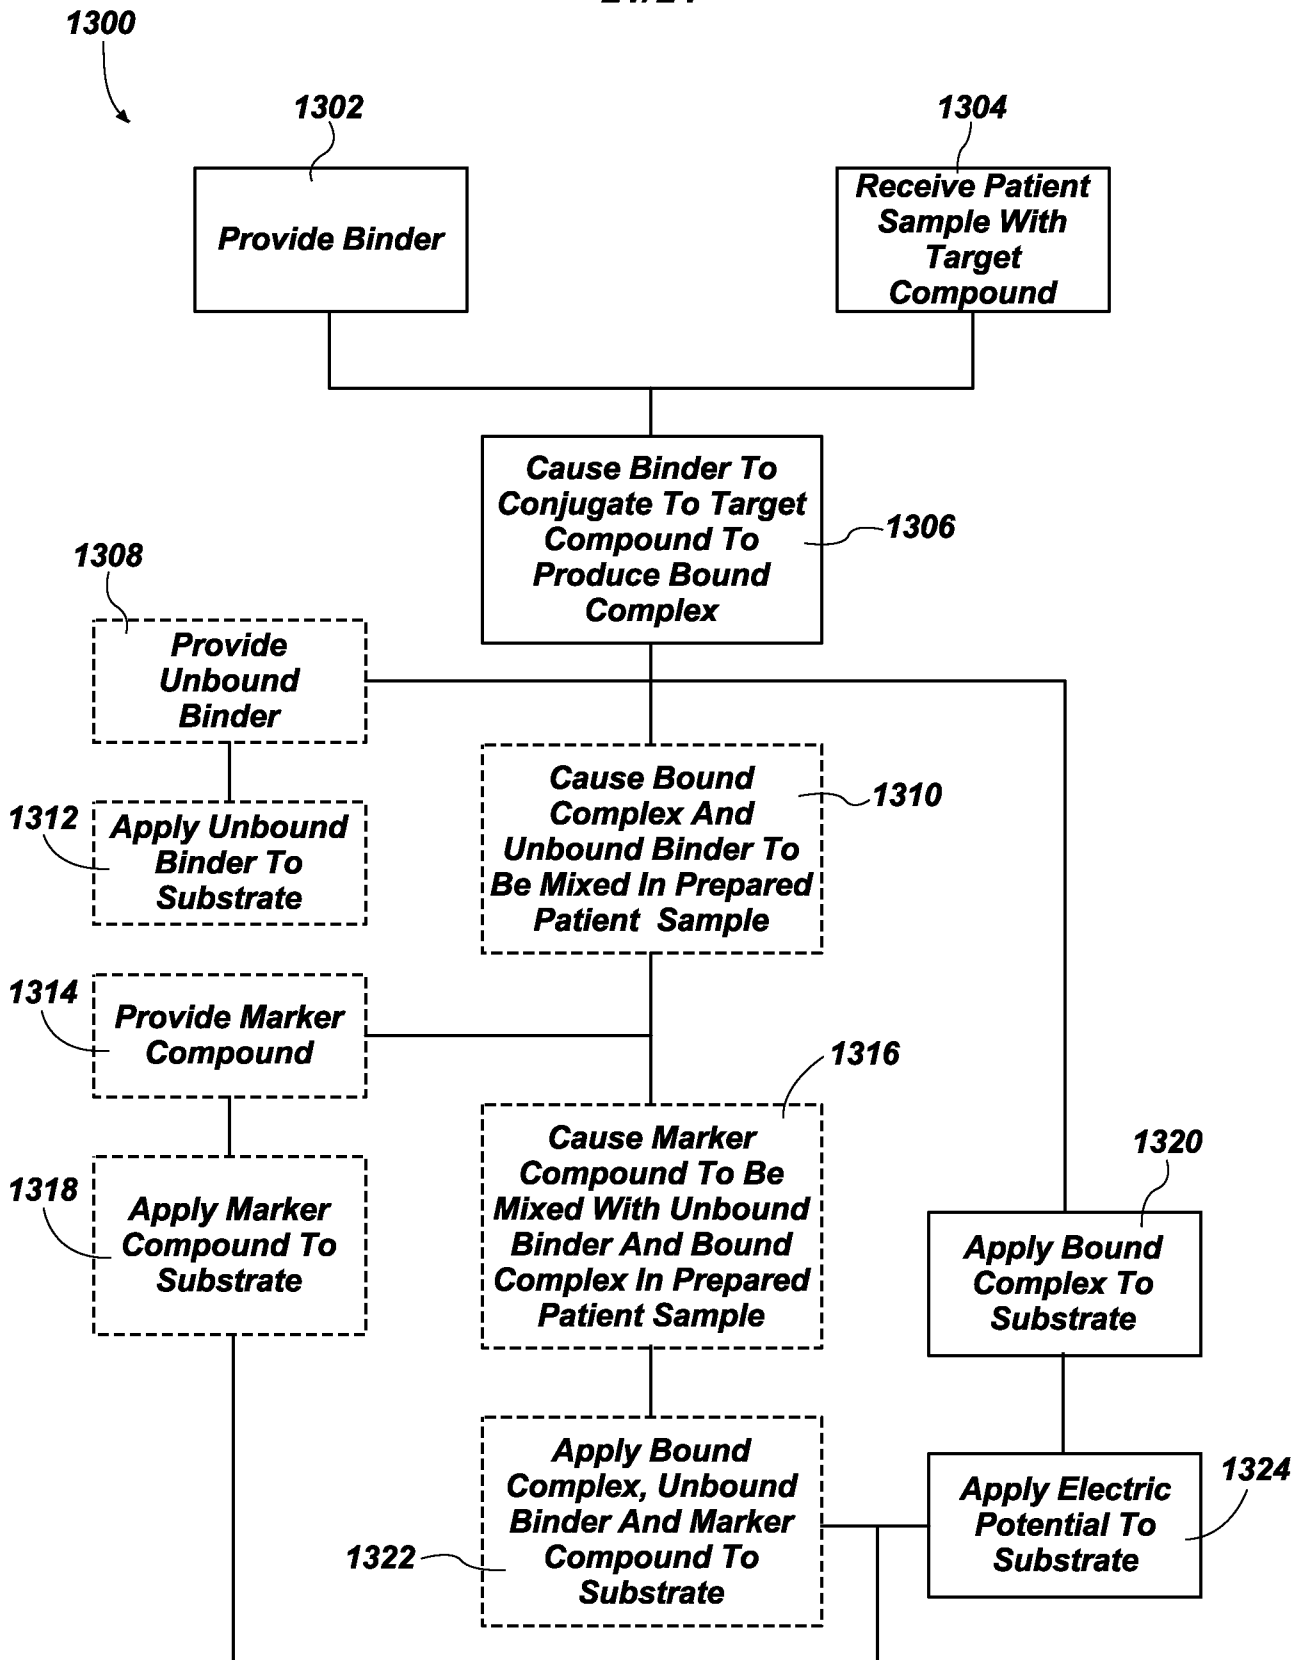 1300
1302
1304
Provide Binder
Receive Patient
Sample With
Target
Compound
Cause Binder To
Conjugate To Target
Compound To
Produce Bound
Complex
1306
1308
Provide
Unbound
Binder
Cause Bound
Complex And
Unbound Binder To
Be Mixed In Prepared
Patient Sample
1310
1312
Apply Unbound
Binder To
Substrate
1314
Provide Marker
Compound
1316
Cause Marker
Compound To Be
Mixed With Unbound
Binder And Bound
Complex In Prepared
Patient Sample
1318
Apply Marker
Compound To
Substrate
1320
Apply Bound
Complex To
Substrate
Apply Bound
Complex, Unbound
Binder And Marker
Compound To
Substrate
1322
Apply Electric
Potential To
Substrate
1324